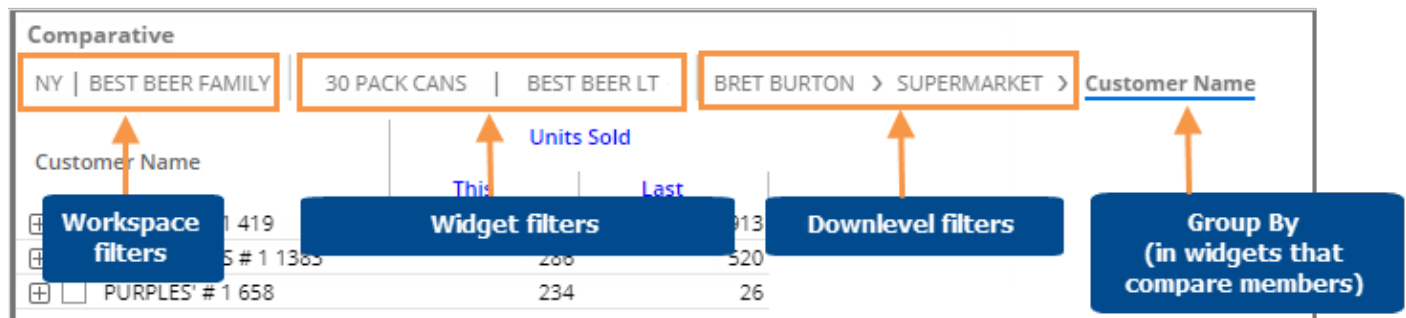 Comparative
NY | BEST BEER FAMILY 30 PACK CANS | BEST BEER LT BRET BURTON > SUPERMARKET > Customer Name
Units Sold
Customer Name
This Last
1 419 913
S # 1 1383 286 520
PURPLES' # 1 658 234 26
Workspace
filters
Widget filters
Downlevel filters
Group By
(in widgets that
compare members)